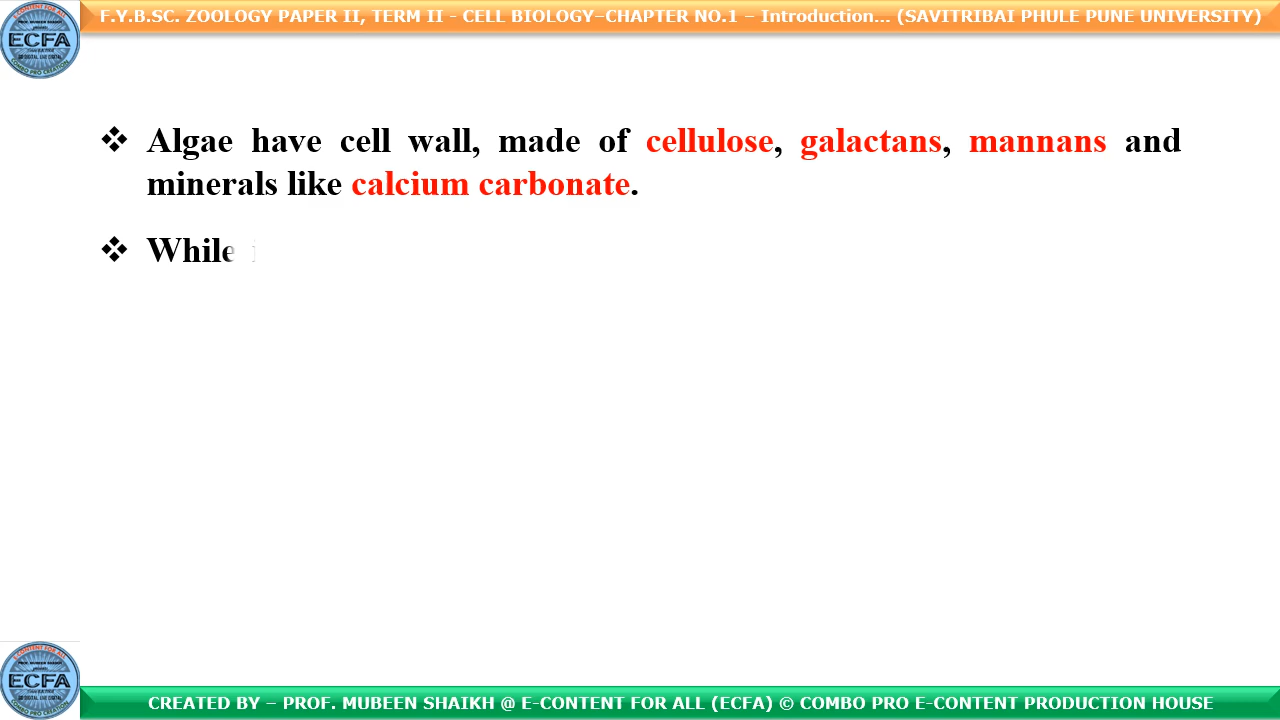 F.Y.B.SC. ZOOLOGY PAPER II, TERM II - CELL BIOLOGY–CHAPTER NO.1 – Introduction... (SAVITRIBAI PHULE PUNE UNIVERSITY)
ECFA
❖ Algae have cell wall, made of cellulose, galactans, mannans and
minerals like calcium carbonate.
❖ While
ECFA
CREATED BY – PROF. MUBEEN SHAIKH @ E-CONTENT FOR ALL (ECFA) © COMBO PRO E-CONTENT PRODUCTION HOUSE